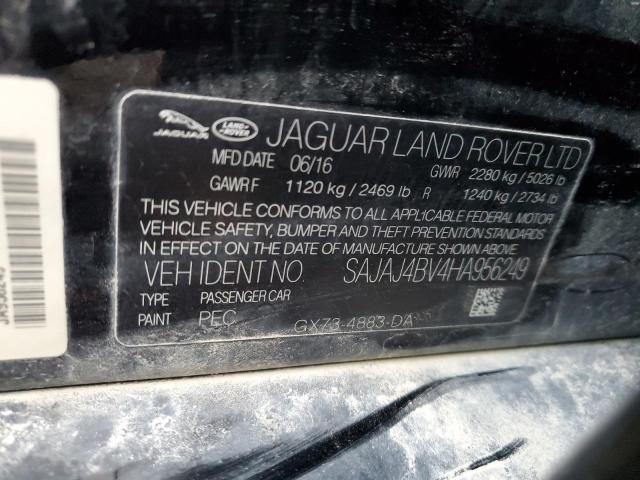 JAGUAR LAND ROVER JAGUAR LAND ROVER LTD
MFD DATE 06/16 GWR 2280 kg / 5026 lb
GAWR F 1120 kg / 2469 lb R 1240 kg / 2734 lb
THIS VEHICLE CONFORMS TO ALL APPLICABLE FEDERAL MOTOR
VEHICLE SAFETY, BUMPER AND THEFT PREVENTION STANDARDS
IN EFFECT ON THE DATE OF MANUFACTURE SHOWN ABOVE.
VEH IDENT NO. SAJAJ4BV4HA956249
TYPE PASSENGER CAR
PAINT PEC GX73-4883-DA